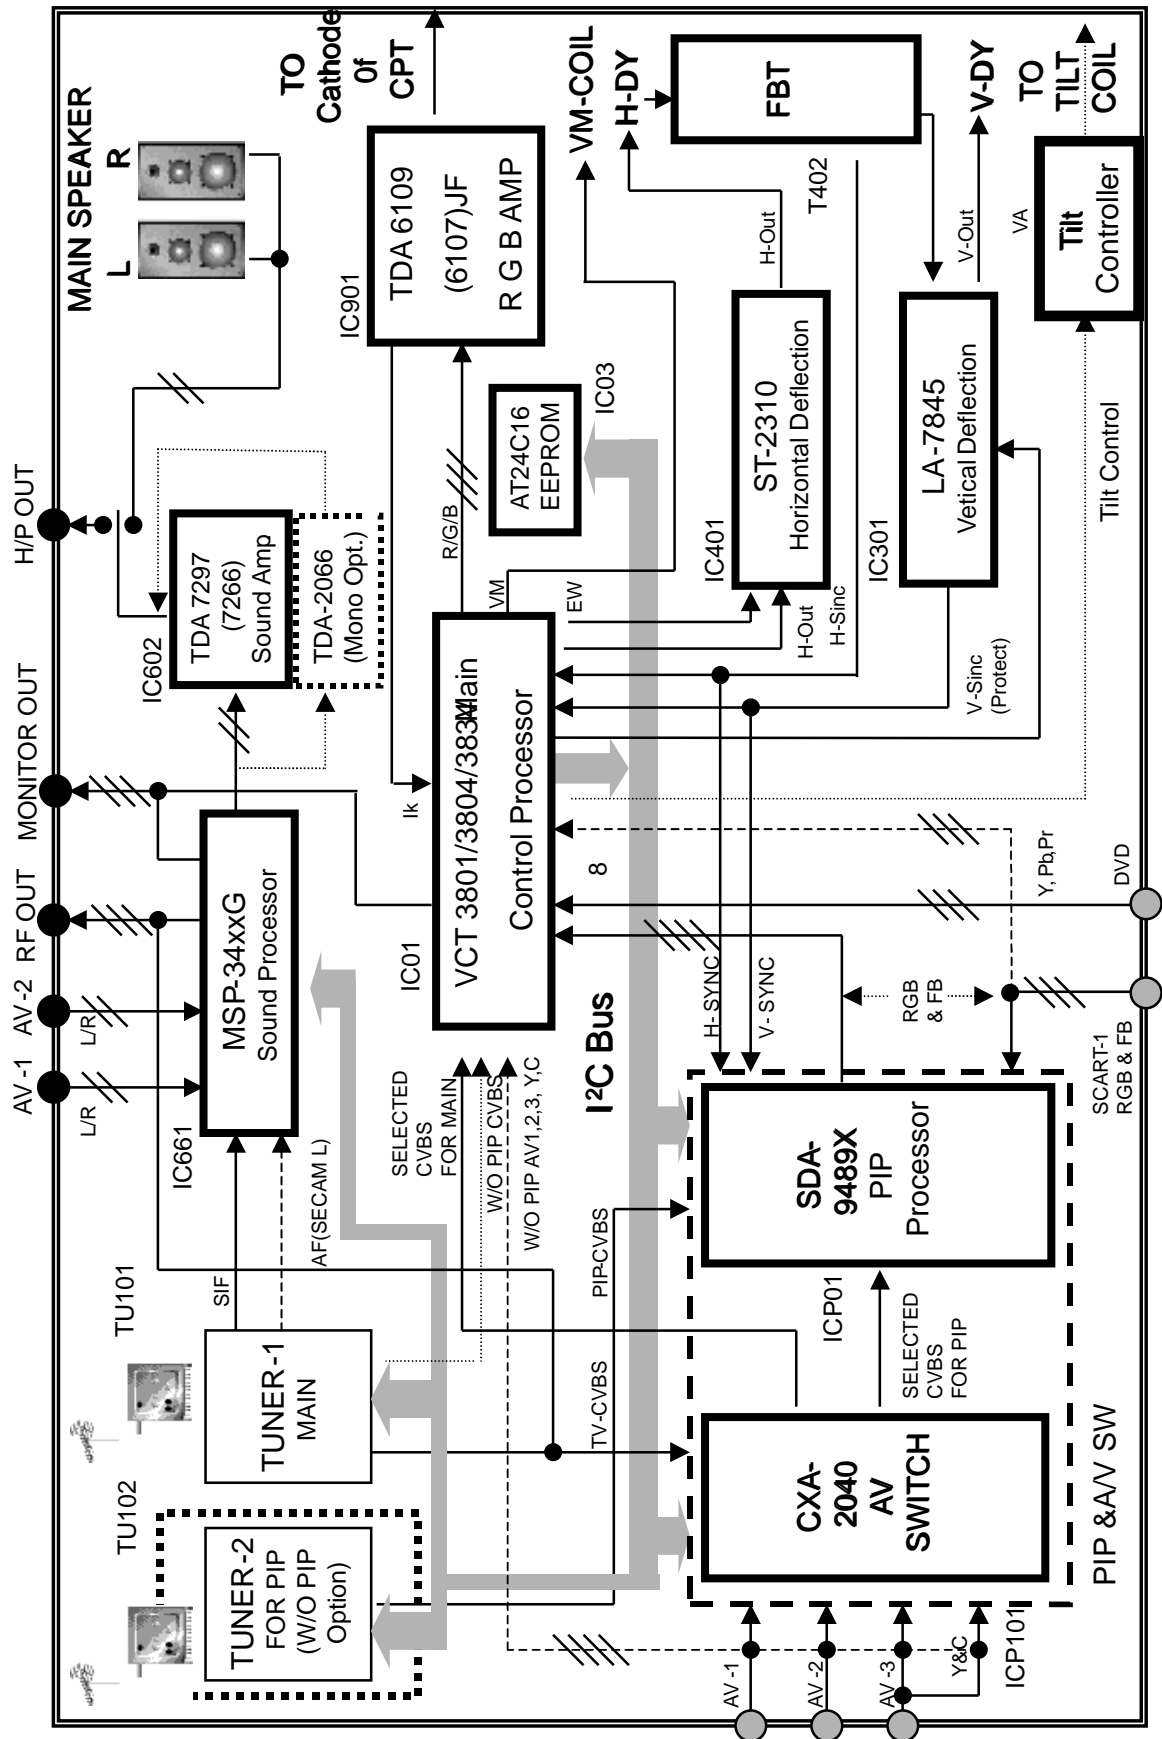 TU102
TUNER-2
FOR PIP
(W/O PIP
Option)
TU101
TUNER-1
MAIN
SIF
AF(SECAM L)
AV -1
AV -2
RF OUT
MONITOR OUT
H/P OUT
L/R
L/R
IC661
MSP-34xxG
Sound Processor
IC602
TDA 7297
(7266)
Sound Amp
TDA-2066
(Mono Opt.)
MAIN SPEAKER
L
R
TO
Cathode
0f
CPT
IC901
TDA 6109
(6107)JF
R G B AMP
R/G/B
Ik
IC01
VCT 3801/3804/3834
Main
Control Processor
8
SELECTED
CVBS
FOR MAIN
W/O PIP CVBS
W/O PIP AV1,2,3, Y,C
AT24C16
EEPROM
IC03
I²C Bus
VM
EW
VM-COIL
H-DY
FBT
T402
IC401
ST-2310
Horizontal Deflection
H-Out
H-Out
H-Sinc
IC301
LA-7845
Vetical Deflection
V-Out
V-DY
V-Sinc
(Protect)
TO
TILT
COIL
VA
Tilt
Controller
Tilt Control
H- SYNC
V- SYNC
RGB
& FB
Y, Pb,Pr
DVD
SCART-1
RGB & FB
TV-CVBS
PIP-CVBS
ICP01
SDA-
9489X
PIP
Processor
SELECTED
CVBS
FOR PIP
CXA-
2040
AV
SWITCH
ICP101
PIP &A/V SW
AV -1
AV -2
AV -3
Y&C